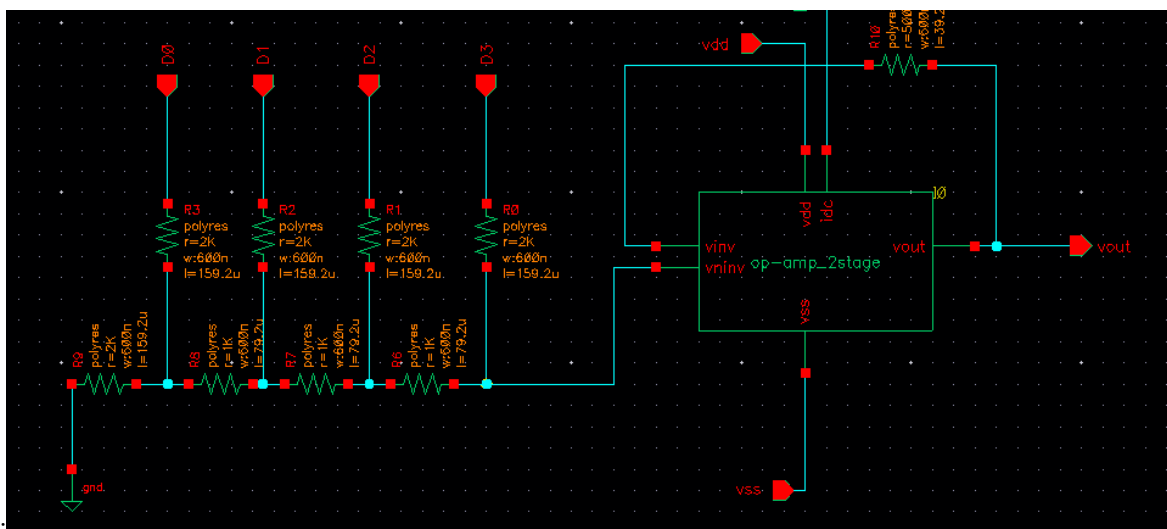 D0
D1
D2
D3
vdd
R10
polyres
w:600n
R3
polyres
r=2K
w:600n
l=159.2u
R2
polyres
r=2K
w:600n
l=159.2u
R1
polyres
r=2K
w:600n
l=159.2u.
R0
polyres
r=2K
w:600n
l=159.2u
vdd
idc
vinv
vninv
op-amp_2stage
vout
vss
vout
R9
polyres
r=2K
w:600n
l=159.2u
R8
polyres
r=1K
w:600n
l=79.2u
R7
polyres
r=1K
w:600n
l=79.2u
R6
polyres
r=1K
w:600n
l=79.2u
gnd
vss